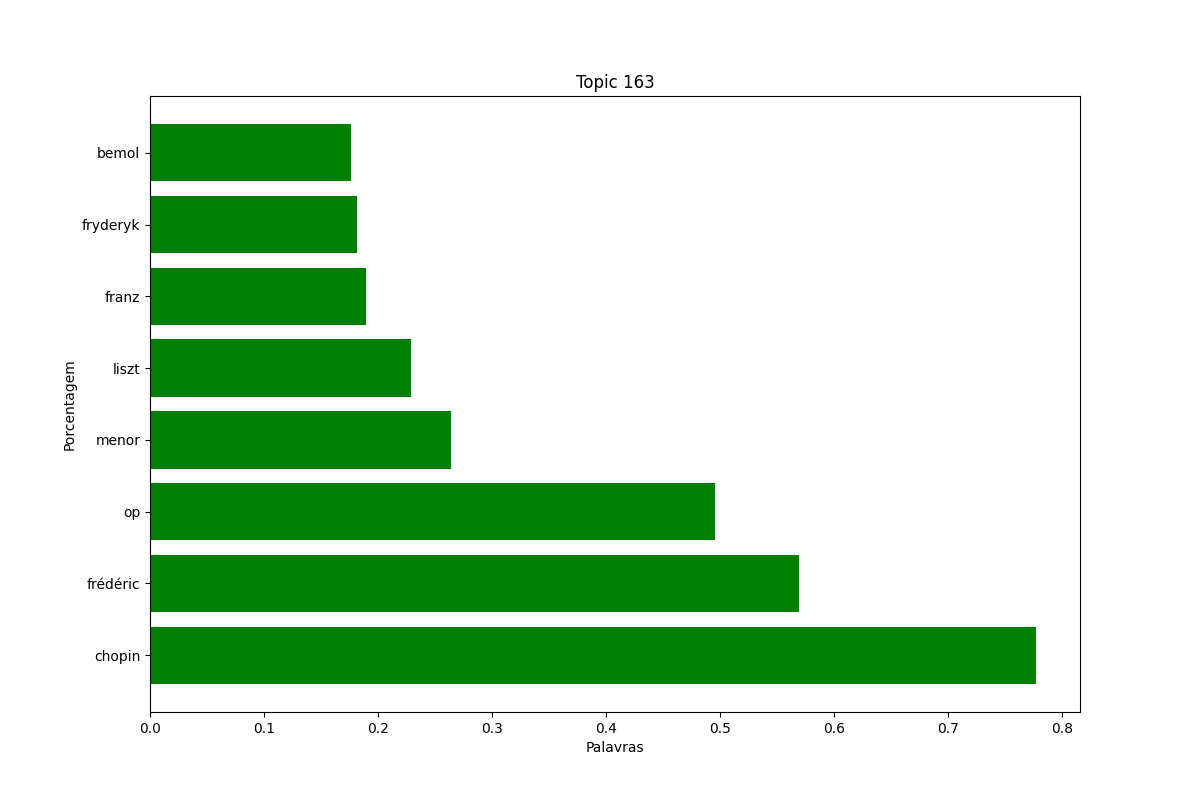 Topic 163
bemol
fryderyk
franz
liszt
menor
op
frédéric
chopin
Porcentagem
0.0 0.1 0.2 0.3 0.4 0.5 0.6 0.7 0.8
Palavras